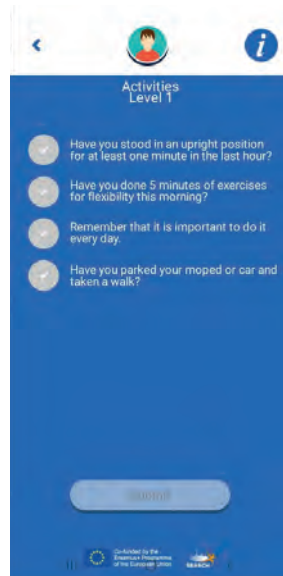 i
Activities
Level 1
Have you stood in an upright position
for at least one minute in the last hour?
Have you done 5 minutes of exercises
for flexibility this morning?
Remember that it is important to do it
every day.
Have you parked your moped or car and
taken a walk?
Co-funded by the
Erasmus+ Programme
of the European Union
SEARCH